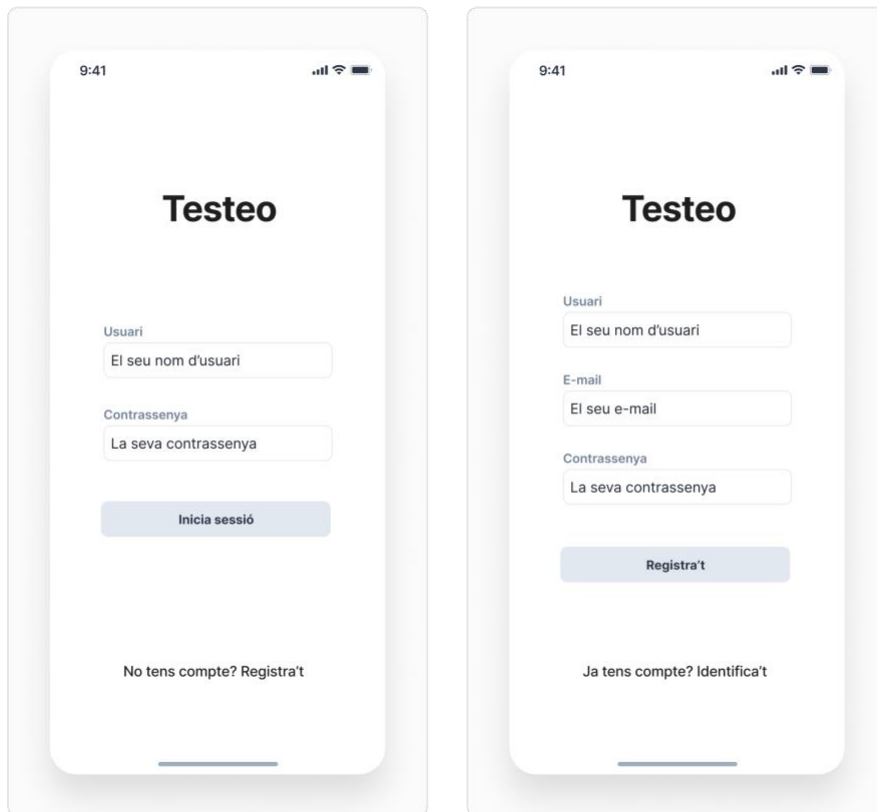 9:41
Testeo
Usuari
El seu nom d’usuari
Contrassenya
La seva contrassenya
Inicia sessió
No tens compte? Registra’t
9:41
Testeo
Usuari
El seu nom d’usuari
E-mail
El seu e-mail
Contrassenya
La seva contrassenya
Registra’t
Ja tens compte? Identifica’t